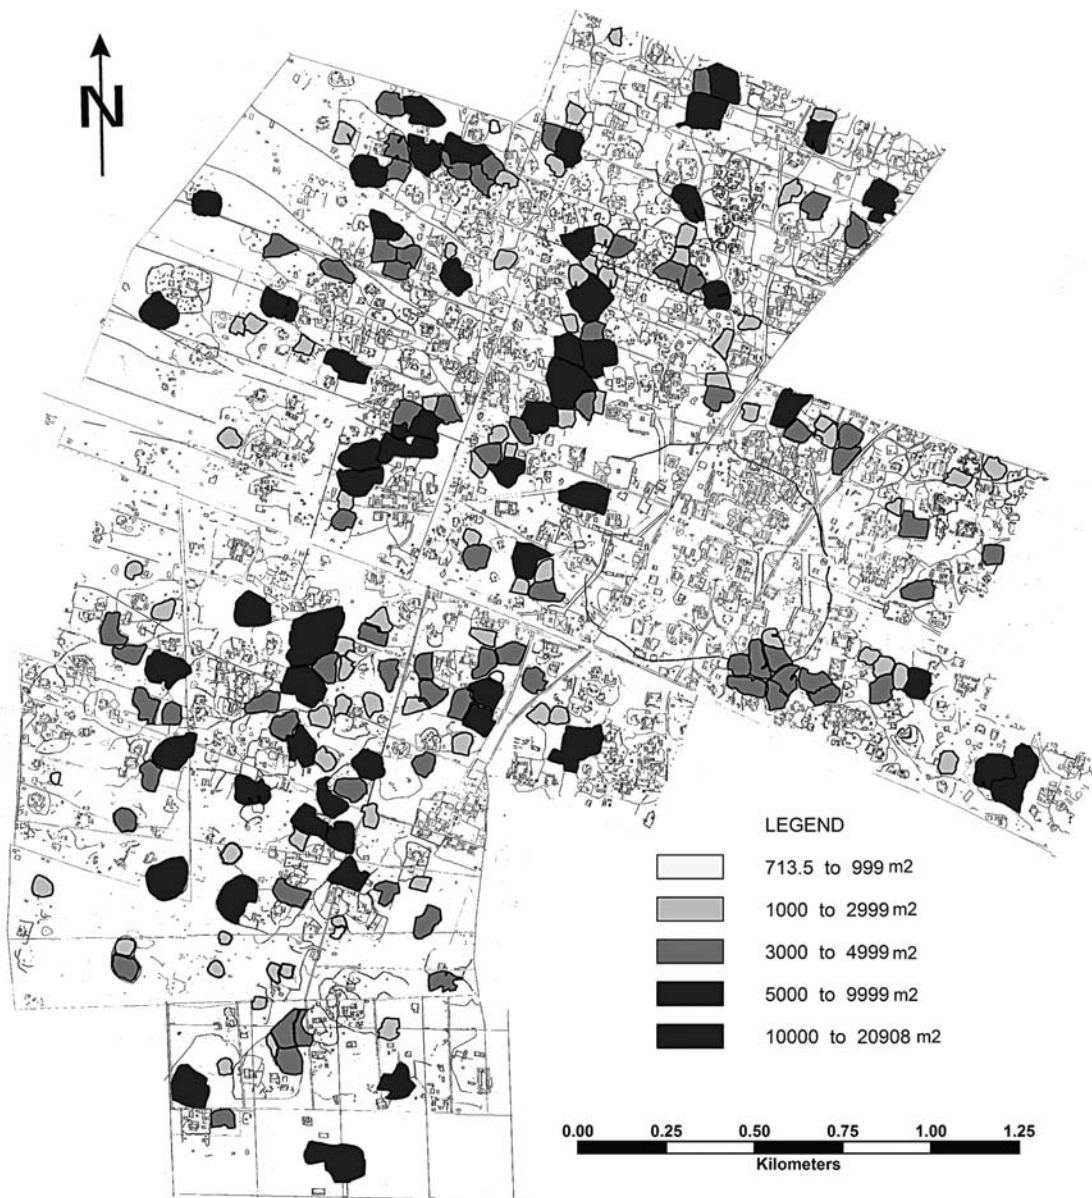 N
LEGEND
713.5 to 999 m2
1000 to 2999 m2
3000 to 4999 m2
5000 to 9999 m2
10000 to 20908 m2
0.00 0.25 0.50 0.75 1.00 1.25
Kilometers